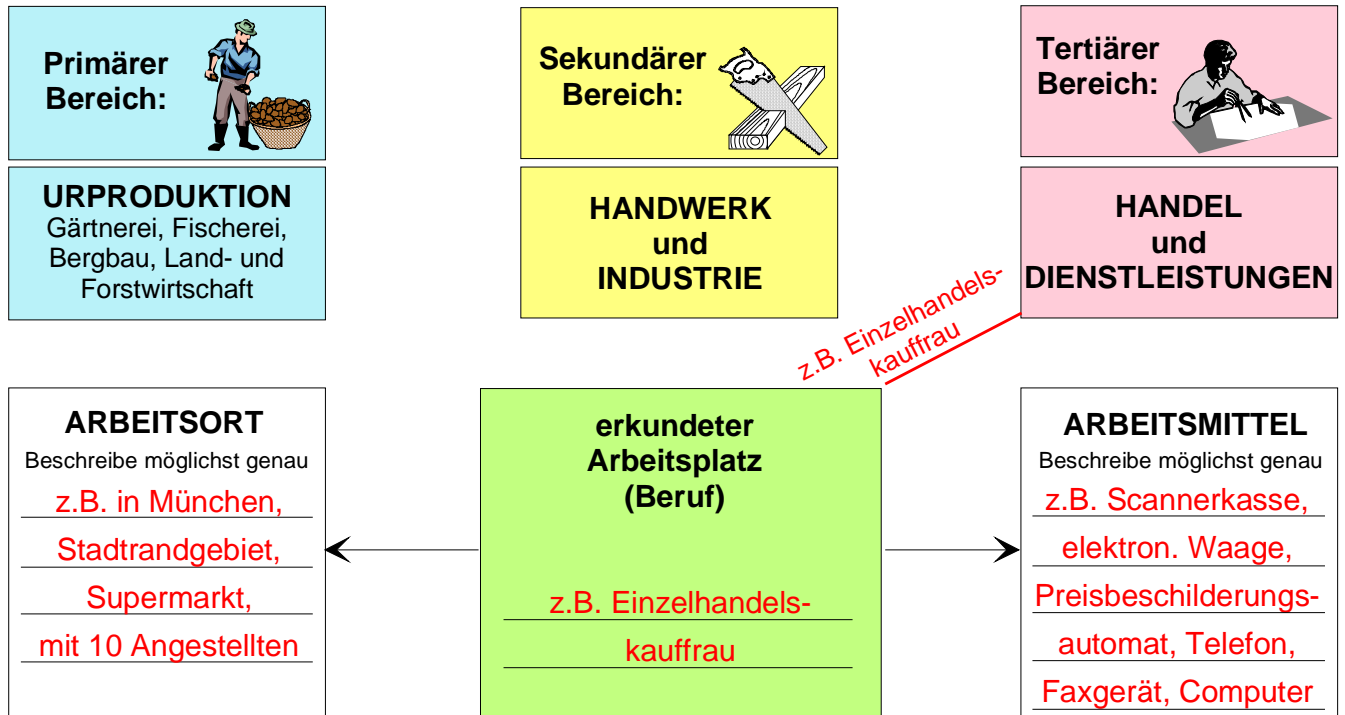 Primärer
Bereich:
Sekundärer
Bereich:
Tertiärer
Bereich:
URPRODUKTION
Gärtnerei, Fischerei,
Bergbau, Land- und
Forstwirtschaft
HANDWERK
und
INDUSTRIE
HANDEL
und
DIENSTLEISTUNGEN
z.B. Einzelhandels-
kauffrau
ARBEITSORT
Beschreibe möglichst genau
z.B. in München,
Stadtrandgebiet,
Supermarkt,
mit 10 Angestellten
erkundeter
Arbeitsplatz
(Beruf)
z.B. Einzelhandels-
kauffrau
ARBEITSMITTEL
Beschreibe möglichst genau
z.B. Scannerkasse,
elektron. Waage,
Preisbeschilderungs-
automat, Telefon,
Faxgerät, Computer